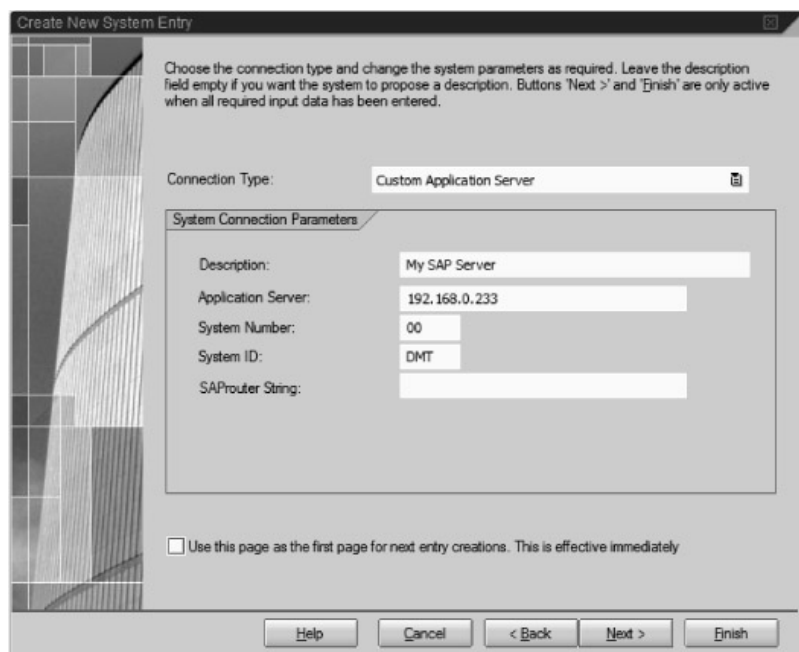 Create New System Entry
Choose the connection type and change the system parameters as required. Leave the description
field empty if you want the system to propose a description. Buttons 'Next >' and 'Finish' are only active
when all required input data has been entered.
Connection Type: Custom Application Server
System Connection Parameters
Description: My SAP Server
Application Server: 192.168.0.233
System Number: 00
System ID: DMT
SAProuter String:
Use this page as the first page for next entry creations. This is effective immediately
Help Cancel < Back Next > Finish